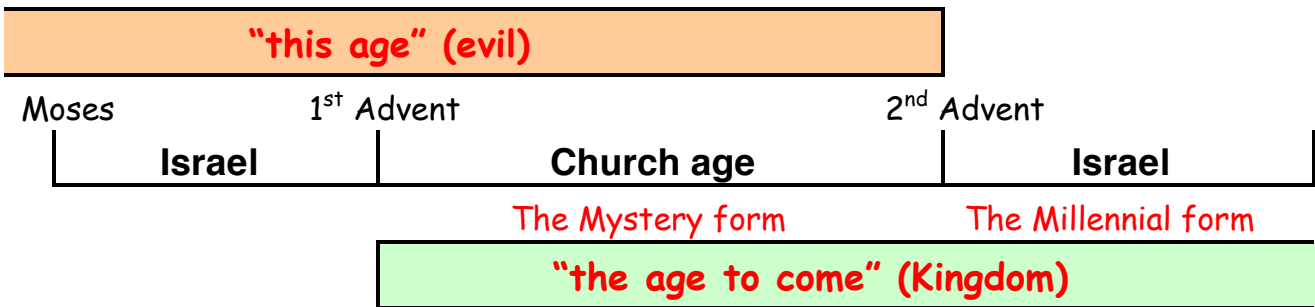 “this age” (evil)
Moses 1st Advent 2nd Advent
Israel Church age Israel
The Mystery form The Millennial form
“the age to come” (Kingdom)